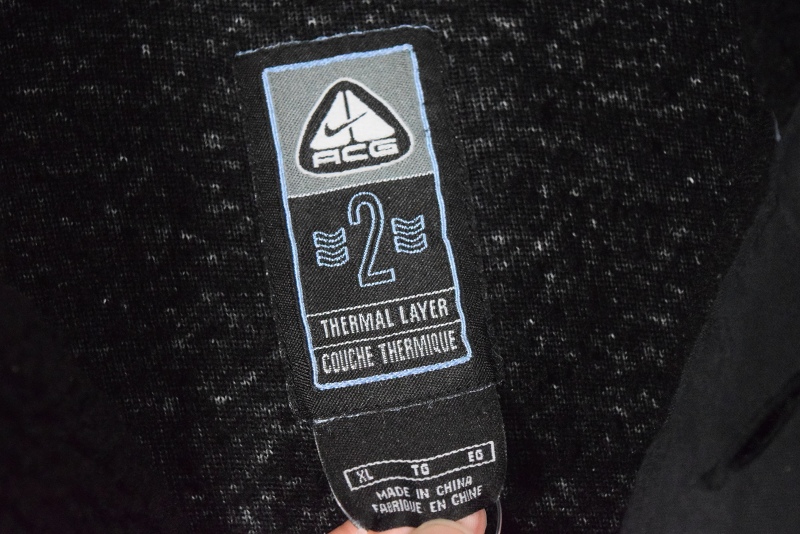 ACG
2
THERMAL LAYER
COUCHE THERMIQUE
XL TG EG
MADE IN CHINA
FABRIQUE EN CHINE